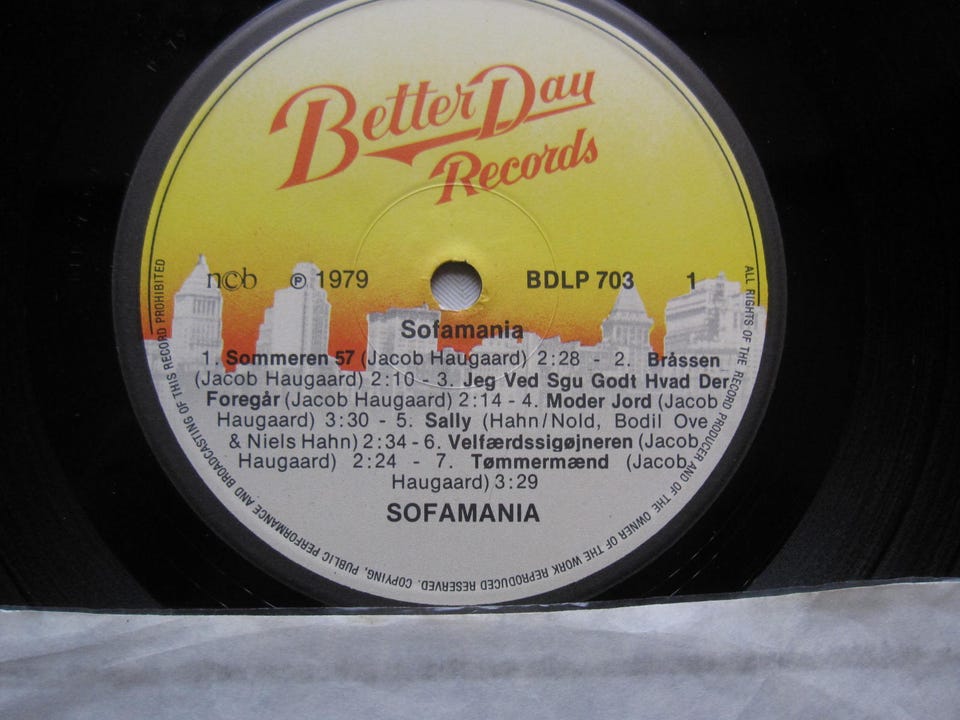 Better Day
Records
ncb ℗ 1979 BDLP 703 1
Sofamania
1. Sommeren 57 (Jacob Haugaard) 2:28 - 2. Bråssen
(Jacob Haugaard) 2:10 - 3. Jeg Ved Sgu Godt Hvad Der
Foregår (Jacob Haugaard) 2:14 - 4. Moder Jord (Jacob
Haugaard) 3:30 - 5. Sally (Hahn/Nold, Bodil Ove
& Niels Hahn) 2:34 - 6. Velfærdssigøjneren (Jacob
Haugaard) 2:24 - 7. Tømmermænd (Jacob
Haugaard) 3:29
SOFAMANIA
ALL RIGHTS OF THE RECORD PRODUCER AND OF THE OWNER OF THE WORK REPRODUCED RESERVED. COPYING, PUBLIC PERFORMANCE AND BROADCASTING OF THIS RECORD PROHIBITED